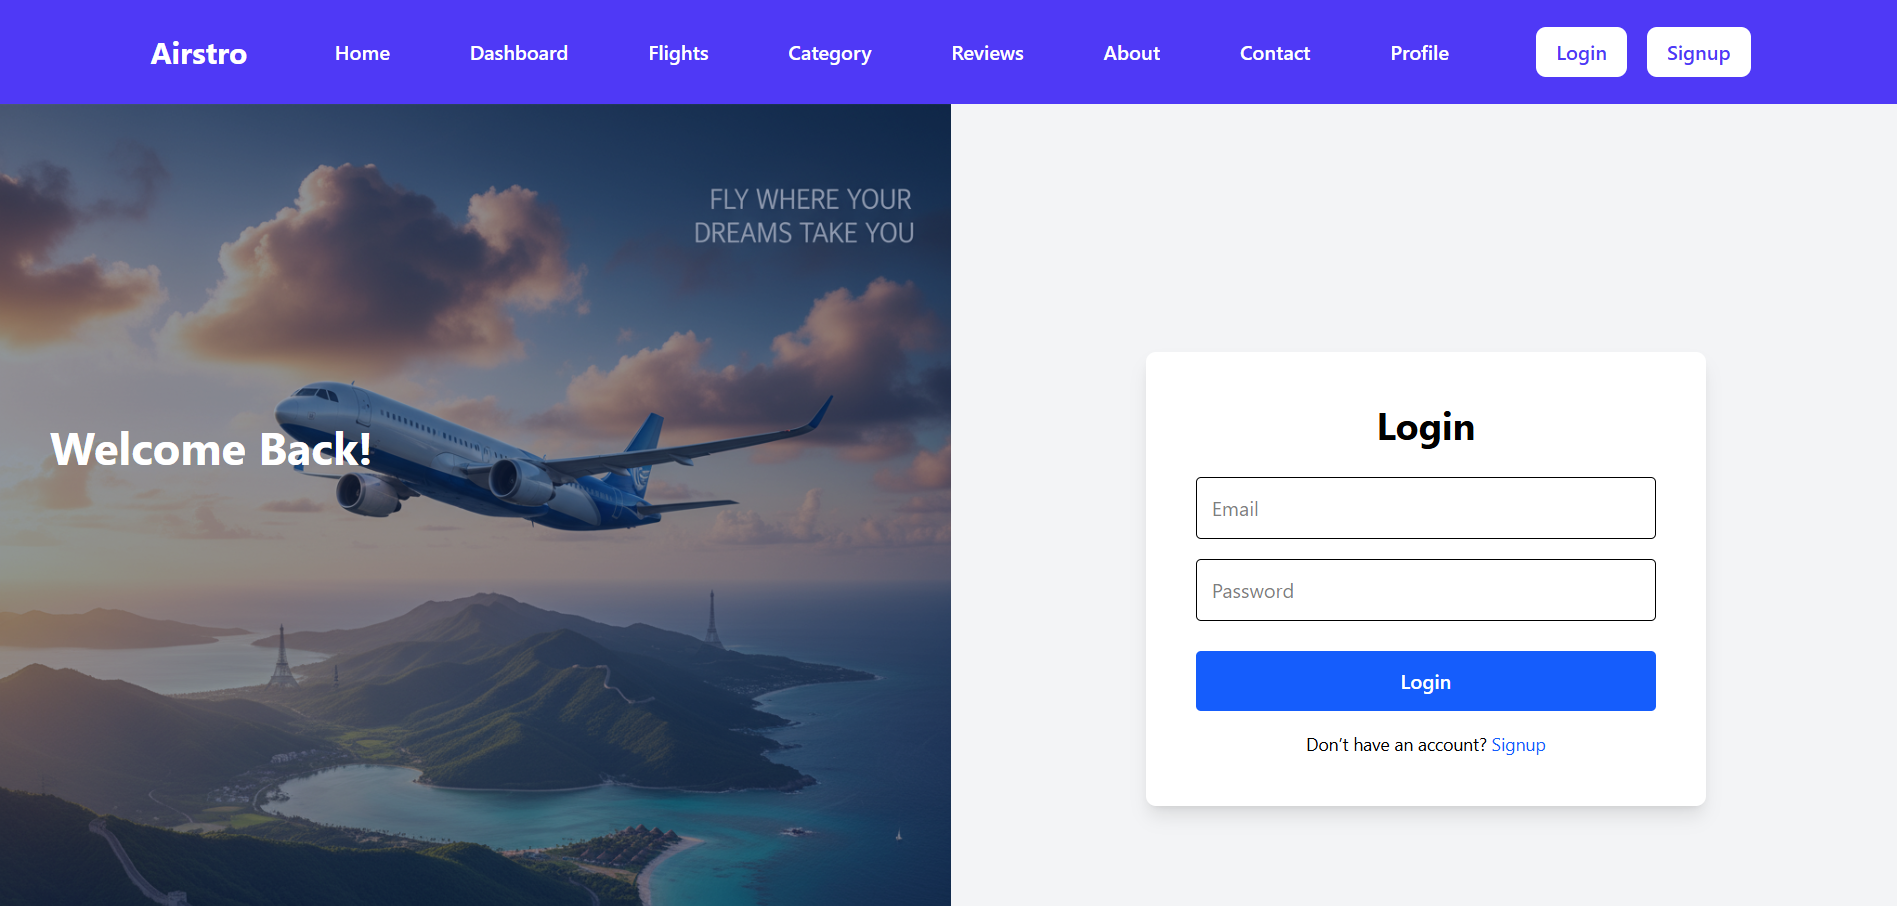 Airstro Home Dashboard Flights Category Reviews About Contact Profile Login Signup
FLY WHERE YOUR
DREAMS TAKE YOU
Welcome Back!
Login
Email
Password
Login
Don’t have an account? Signup